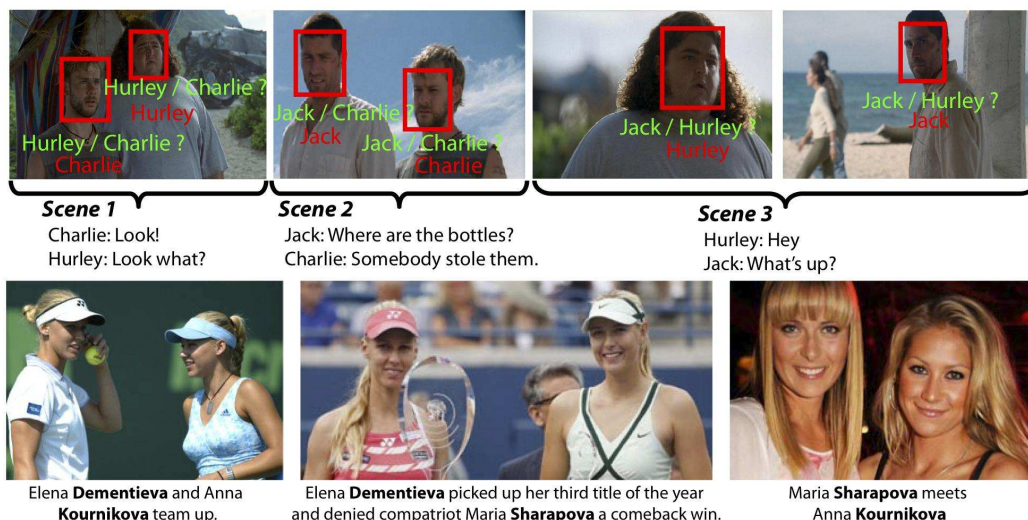 Hurley / Charlie ?
Hurley
Hurley / Charlie ?
Charlie
Jack / Charlie ?
Jack
Jack / Charlie ?
Charlie
Jack / Hurley ?
Hurley
Jack / Hurley ?
Jack
Scene 1
Charlie: Look!
Hurley: Look what?
Scene 2
Jack: Where are the bottles?
Charlie: Somebody stole them.
Scene 3
Hurley: Hey
Jack: What's up?
Elena Dementieva and Anna
Kournikova team up.
Elena Dementieva picked up her third title of the year
and denied compatriot Maria Sharapova a comeback win.
Maria Sharapova meets
Anna Kournikova